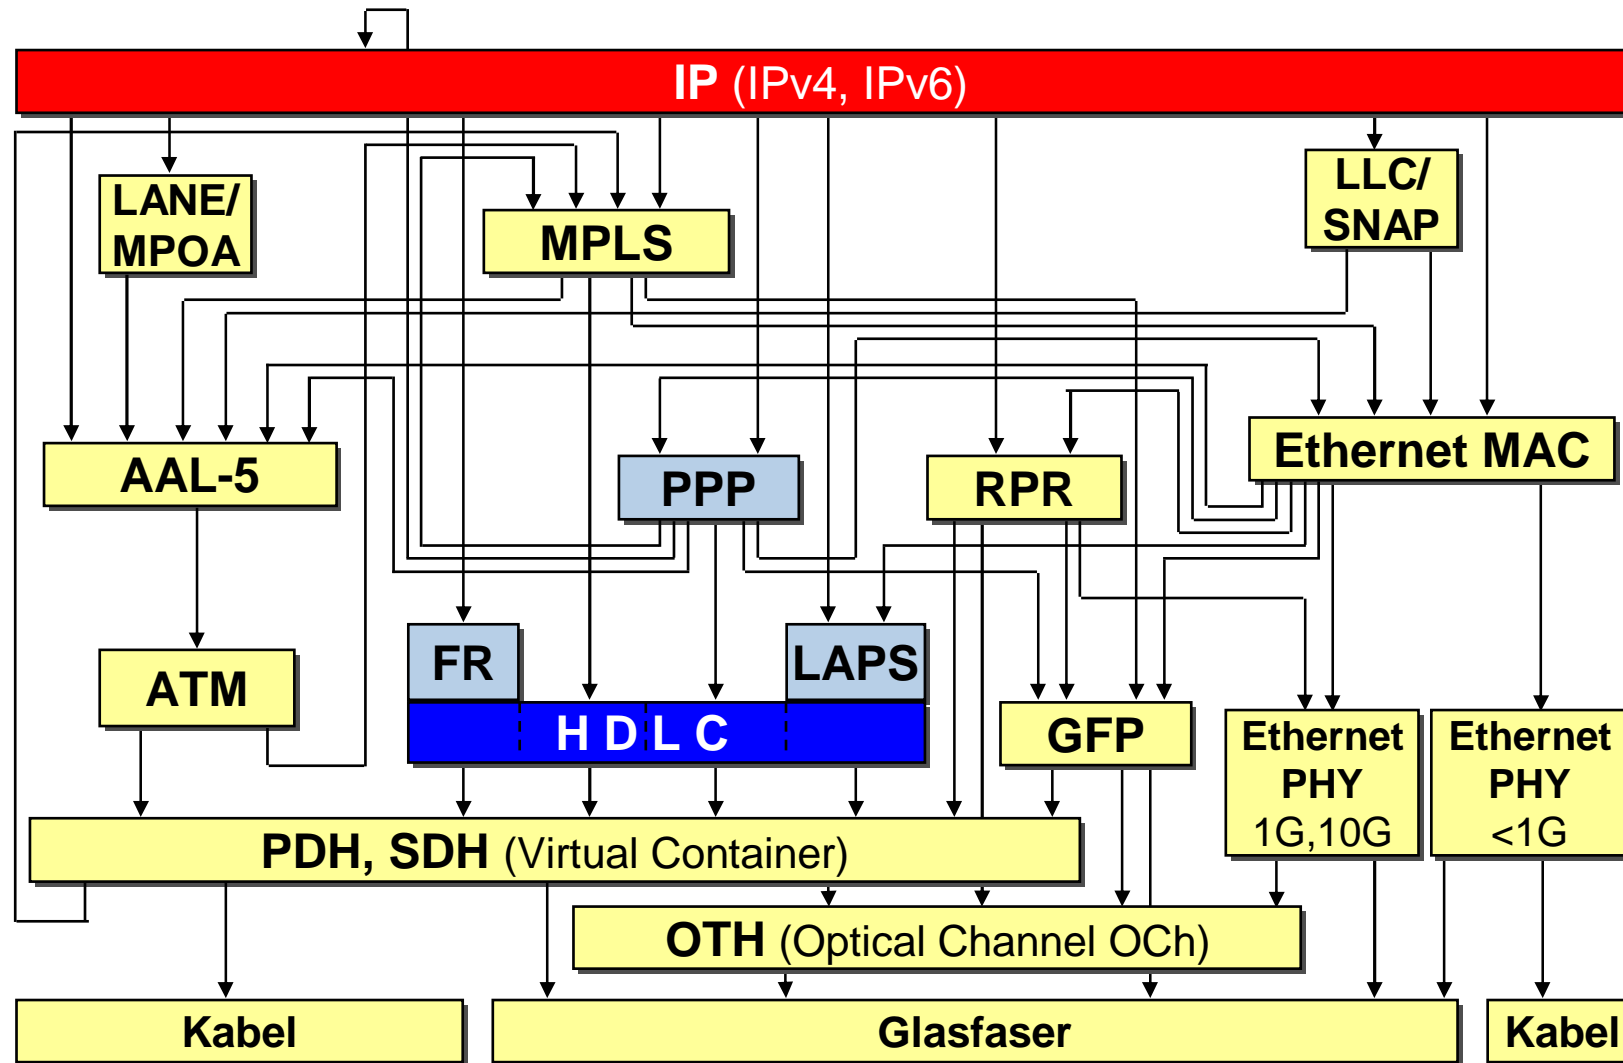 IP (IPv4, IPv6)
LANE/
MPOA
MPLS
LLC/
SNAP
AAL-5
PPP
RPR
Ethernet MAC
ATM
FR
LAPS
H D L C
GFP
Ethernet
PHY
1G,10G
Ethernet
PHY
<1G
PDH, SDH (Virtual Container)
OTH (Optical Channel OCh)
Kabel
Glasfaser
Kabel